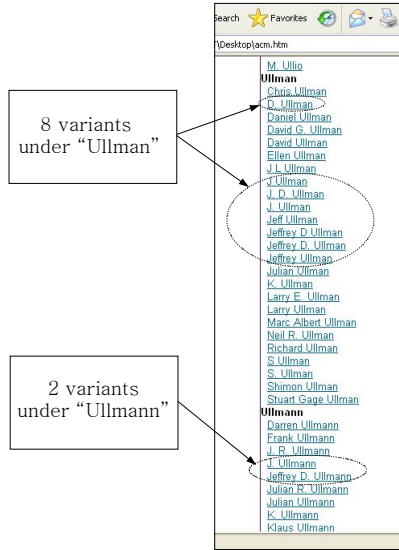 Search Favorites
\Desktop\acm.htm
M. Ullio
Ullman
Chris Ullman
D. Ullman
Daniel Ullman
David G. Ullman
David Ullman
Ellen Ullman
J L Ullman
J Ullman
J. D. Ullman
J. Ullman
Jeff Ullman
Jeffrey D Ullman
Jeffrey D. Ullman
Jeffrey Ullman
Julian Ullman
K. Ullman
Larry E. Ullman
Larry Ullman
Marc Albert Ullman
Neil R. Ullman
Richard Ullman
S Ullman
S. Ullman
Shimon Ullman
Stuart Gage Ullman
Ullmann
Darren Ullmann
Frank Ullmann
J. R. Ullmann
J. Ullmann
Jeffrey D. Ullmann
Julian R. Ullmann
Julian Ullmann
K. Ullmann
Klaus Ullmann
8 variants
under “Ullman”
2 variants
under “Ullmann”